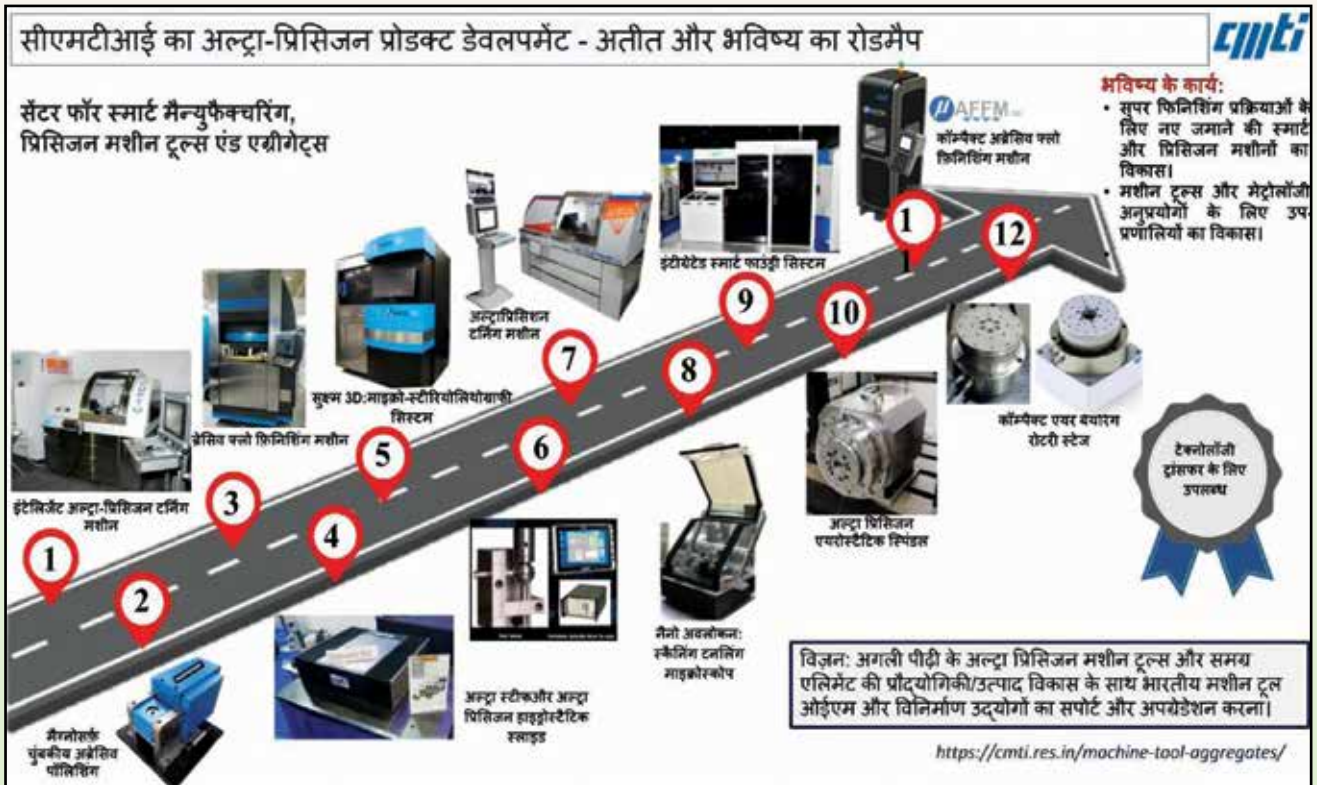 सीएमटीआई का अल्ट्रा-प्रिसिजन प्रोडक्ट डेवलपमेंट - अतीत और भविष्य का रोडमैप
cmti
सेंटर फॉर स्मार्ट मैन्युफैक्चरिंग,
प्रिसिजन मशीन टूल्स एंड एग्रीगेट्स
μAFFM
कॉम्पैक्ट अब्रेसिव फ्लो
फ़िनिशिंग मशीन
भविष्य के कार्य:
• सुपर फिनिशिंग प्रक्रियाओं के
लिए नए जमाने की स्मार्ट
और प्रिसिजन मशीनों का
विकास।
• मशीन टूल्स और मेट्रोलॉजी
अनुप्रयोगों के लिए उप-
प्रणालियों का विकास।
इंटीग्रेटेड स्मार्ट फाउंड्री सिस्टम
अल्ट्राप्रिसिशन
टर्निंग मशीन
सुक्ष्म 3D:माइक्रो-स्टीरियोलिथोग्राफी
सिस्टम
ब्रेसिव फ्लो फ़िनिशिंग मशीन
इंटेलिजेंट अल्ट्रा-प्रिसिजन टर्निंग
मशीन
1
2
3
4
5
6
7
8
9
10
1
12
मैग्नोसर्फ़
चुंबकीय अब्रेसिव
पॉलिशिंग
अल्ट्रा स्टीफऔर अल्ट्रा
प्रिसिजन हाइड्रोस्टैटिक
स्लाइड
नैनो अवलोकन:
स्कैनिंग टनलिंग
माइक्रोस्कोप
अल्ट्रा प्रिसिजन
एयरोस्टैटिक स्पिंडल
कॉम्पैक्ट एयर बेयरिंग
रोटरी स्टेज
टेक्नोलॉजी
ट्रांसफर के लिए
उपलब्ध
विज़न: अगली पीढ़ी के अल्ट्रा प्रिसिजन मशीन टूल्स और समग्र
एलिमेंट की प्रौद्योगिकी/उत्पाद विकास के साथ भारतीय मशीन टूल
ओईएम और विनिर्माण उद्योगों का सपोर्ट और अपग्रेडेशन करना।
https://cmti.res.in/machine-tool-aggregates/